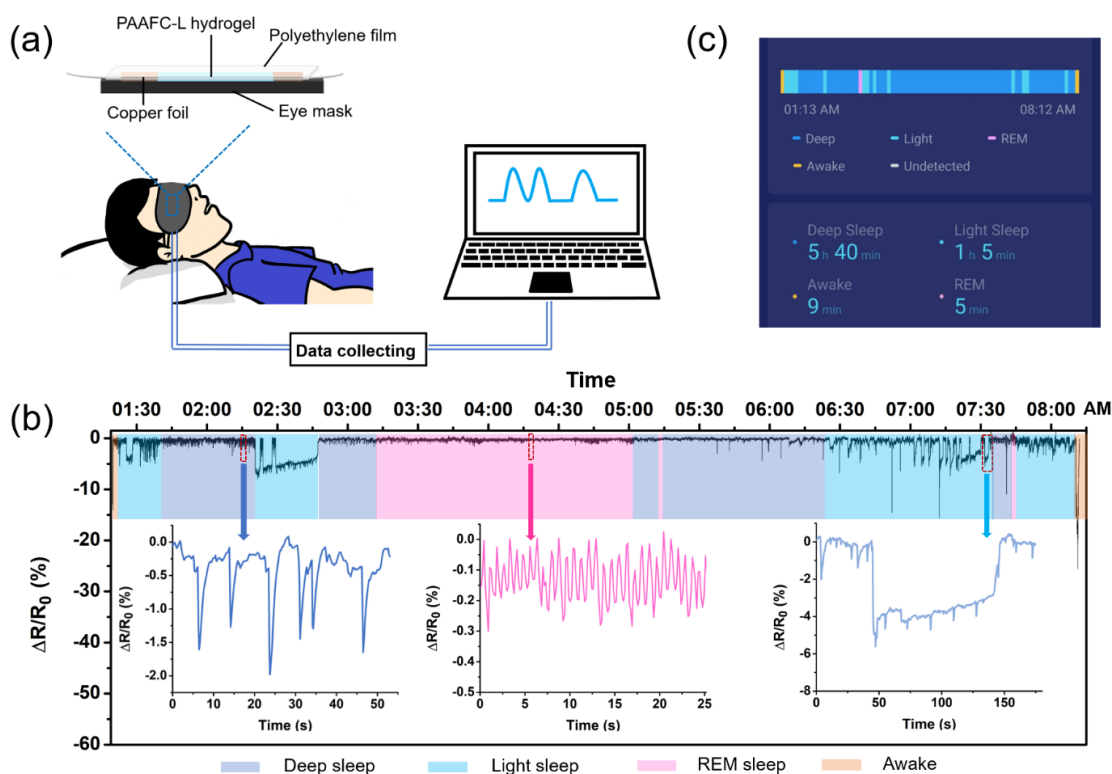 (a)
PAAFC-L hydrogel
Polyethylene film
Copper foil
Eye mask
Data collecting
(c)
01:13 AM 08:12 AM
Deep Light REM
Awake Undetected
Deep Sleep Light Sleep
5 h 40 min 1 h 5 min
Awake REM
9 min 5 min
Time
(b)
01:30 02:00 02:30 03:00 03:30 04:00 04:30 05:00 05:30 06:00 06:30 07:00 07:30 08:00 AM
ΔR/R0 (%)
0
-10
-20
-30
-40
-50
-60
ΔR/R0 (%)
0.0
-0.5
-1.0
-1.5
-2.0
0 10 20 30 40 50
Time (s)
ΔR/R0 (%)
0.0
-0.1
-0.2
-0.3
-0.4
-0.5
0 5 10 15 20 25
Time (s)
ΔR/R0 (%)
0
-2
-4
-6
-8
0 50 100 150
Time (s)
Deep sleep Light sleep REM sleep Awake